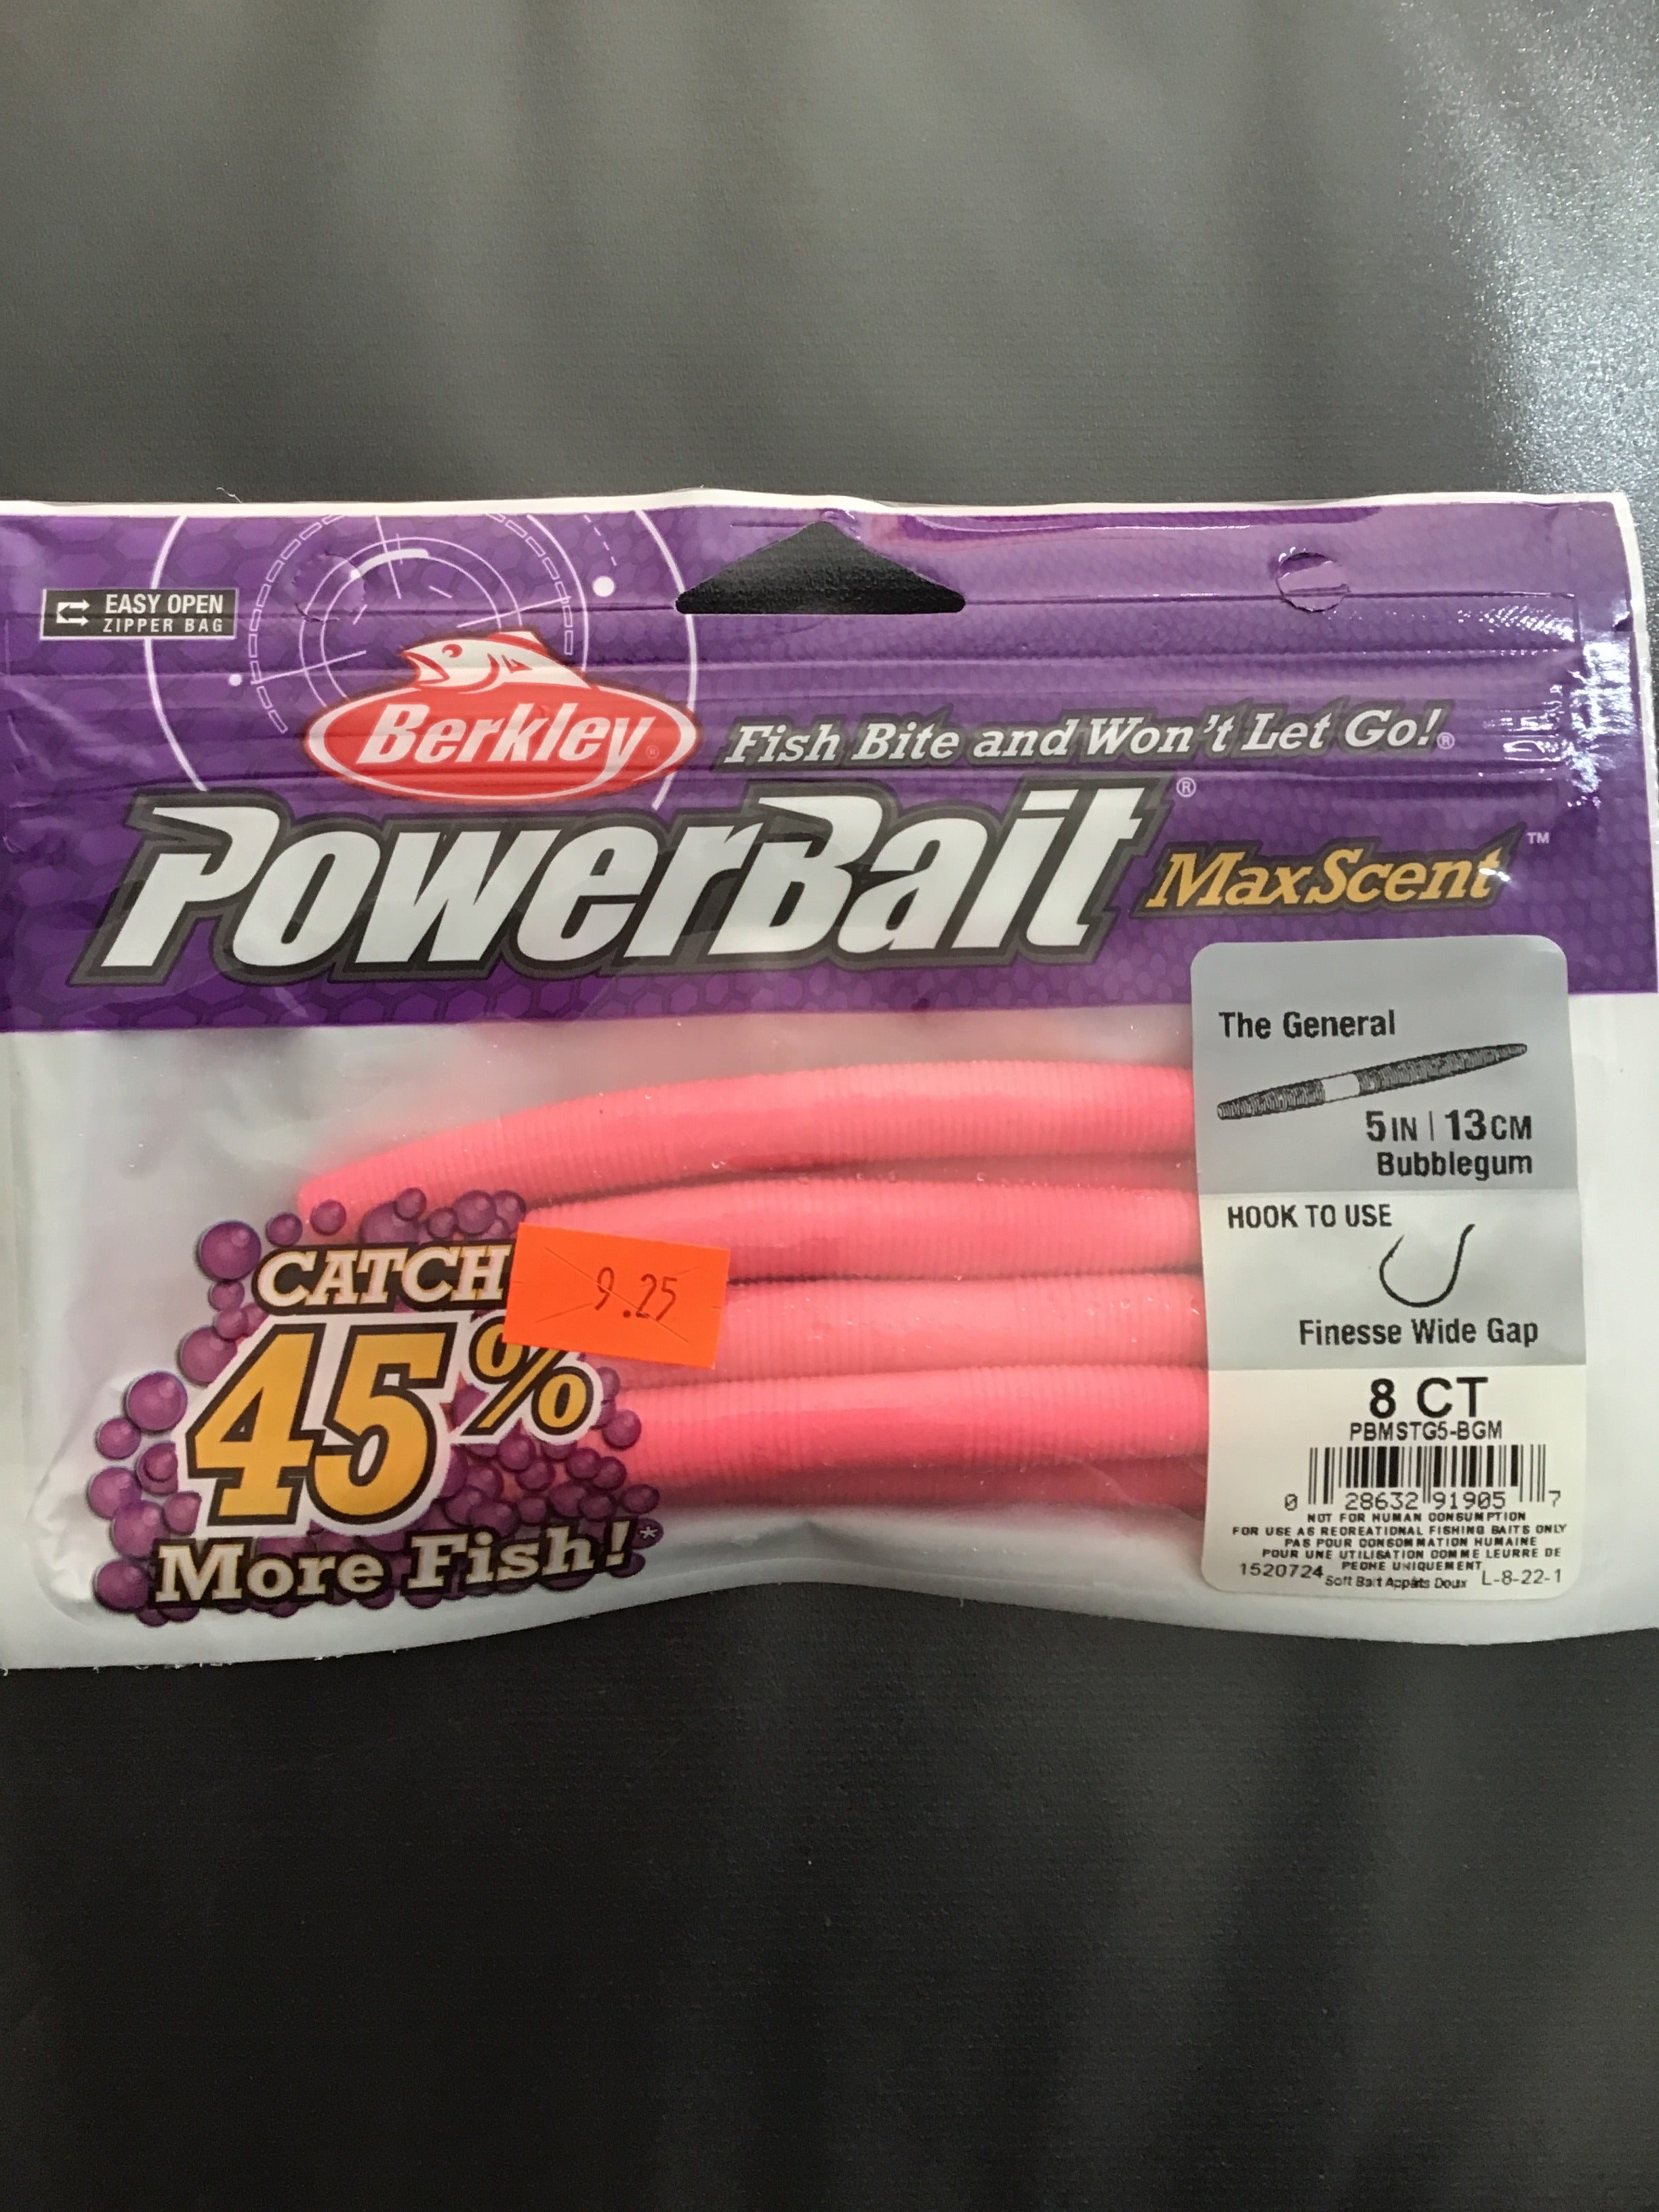 EASY OPEN
ZIPPER BAG
Berkley®
Fish Bite and Won't Let Go!®
PowerBait®
MaxScent™
The General
5IN | 13CM
Bubblegum
HOOK TO USE
Finesse Wide Gap
CATCH
9.25
45%
More Fish!*
8 CT
PBMSTG5-BGM
0 28632 91905 7
NOT FOR HUMAN CONSUMPTION
FOR USE AS RECREATIONAL FISHING BAITS ONLY
PAS POUR CONSOMMATION HUMAINE
POUR UNE UTILISATION COMME LEURRE DE
PECHE UNIQUEMENT
1520724 Soft Bait Appâts Doux L-8-22-1